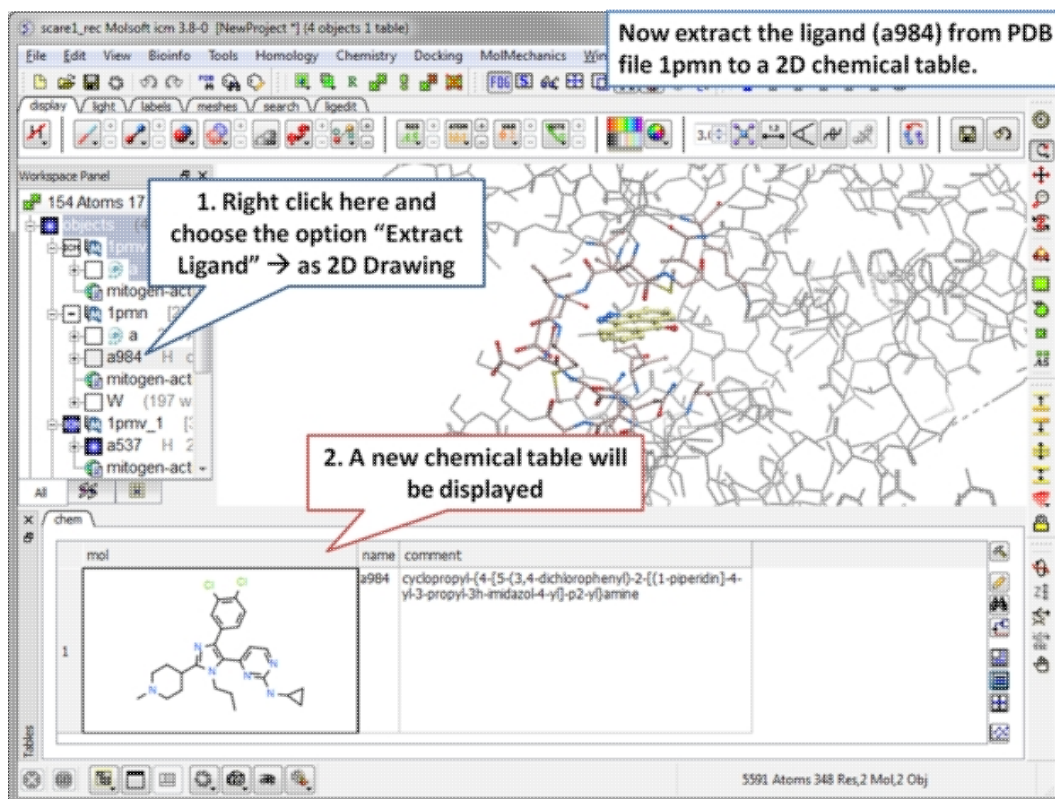 scare1_rec Molsoft icm 3.8-0 [NewProject *] (4 objects 1 table)
Now extract the ligand (a984) from PDB
file 1pmn to a 2D chemical table.
File Edit View Bioinfo Tools Homology Chemistry Docking MolMechanics
display light labels meshes search ligedit
Workspace Panel
154 Atoms 17
objects
1. Right click here and
choose the option “Extract
Ligand” → as 2D Drawing
1pmv
a
mitogen-act
1pmn
a
a984 H
mitogen-act
W (197 w
1pmv_1
a537 H 2
mitogen-act
All
2. A new chemical table will
be displayed
chem
mol name comment
1 a984 cyclopropyl-{4-[5-(3,4-dichlorophenyl)-2-[(1-piperidin]-4-
yl-3-propyl-3h-imidazol-4-yl]-p2-yl}amine
Cl Cl
N
N
N
N
N
N
Tables
5591 Atoms 348 Res,2 Mol,2 Obj